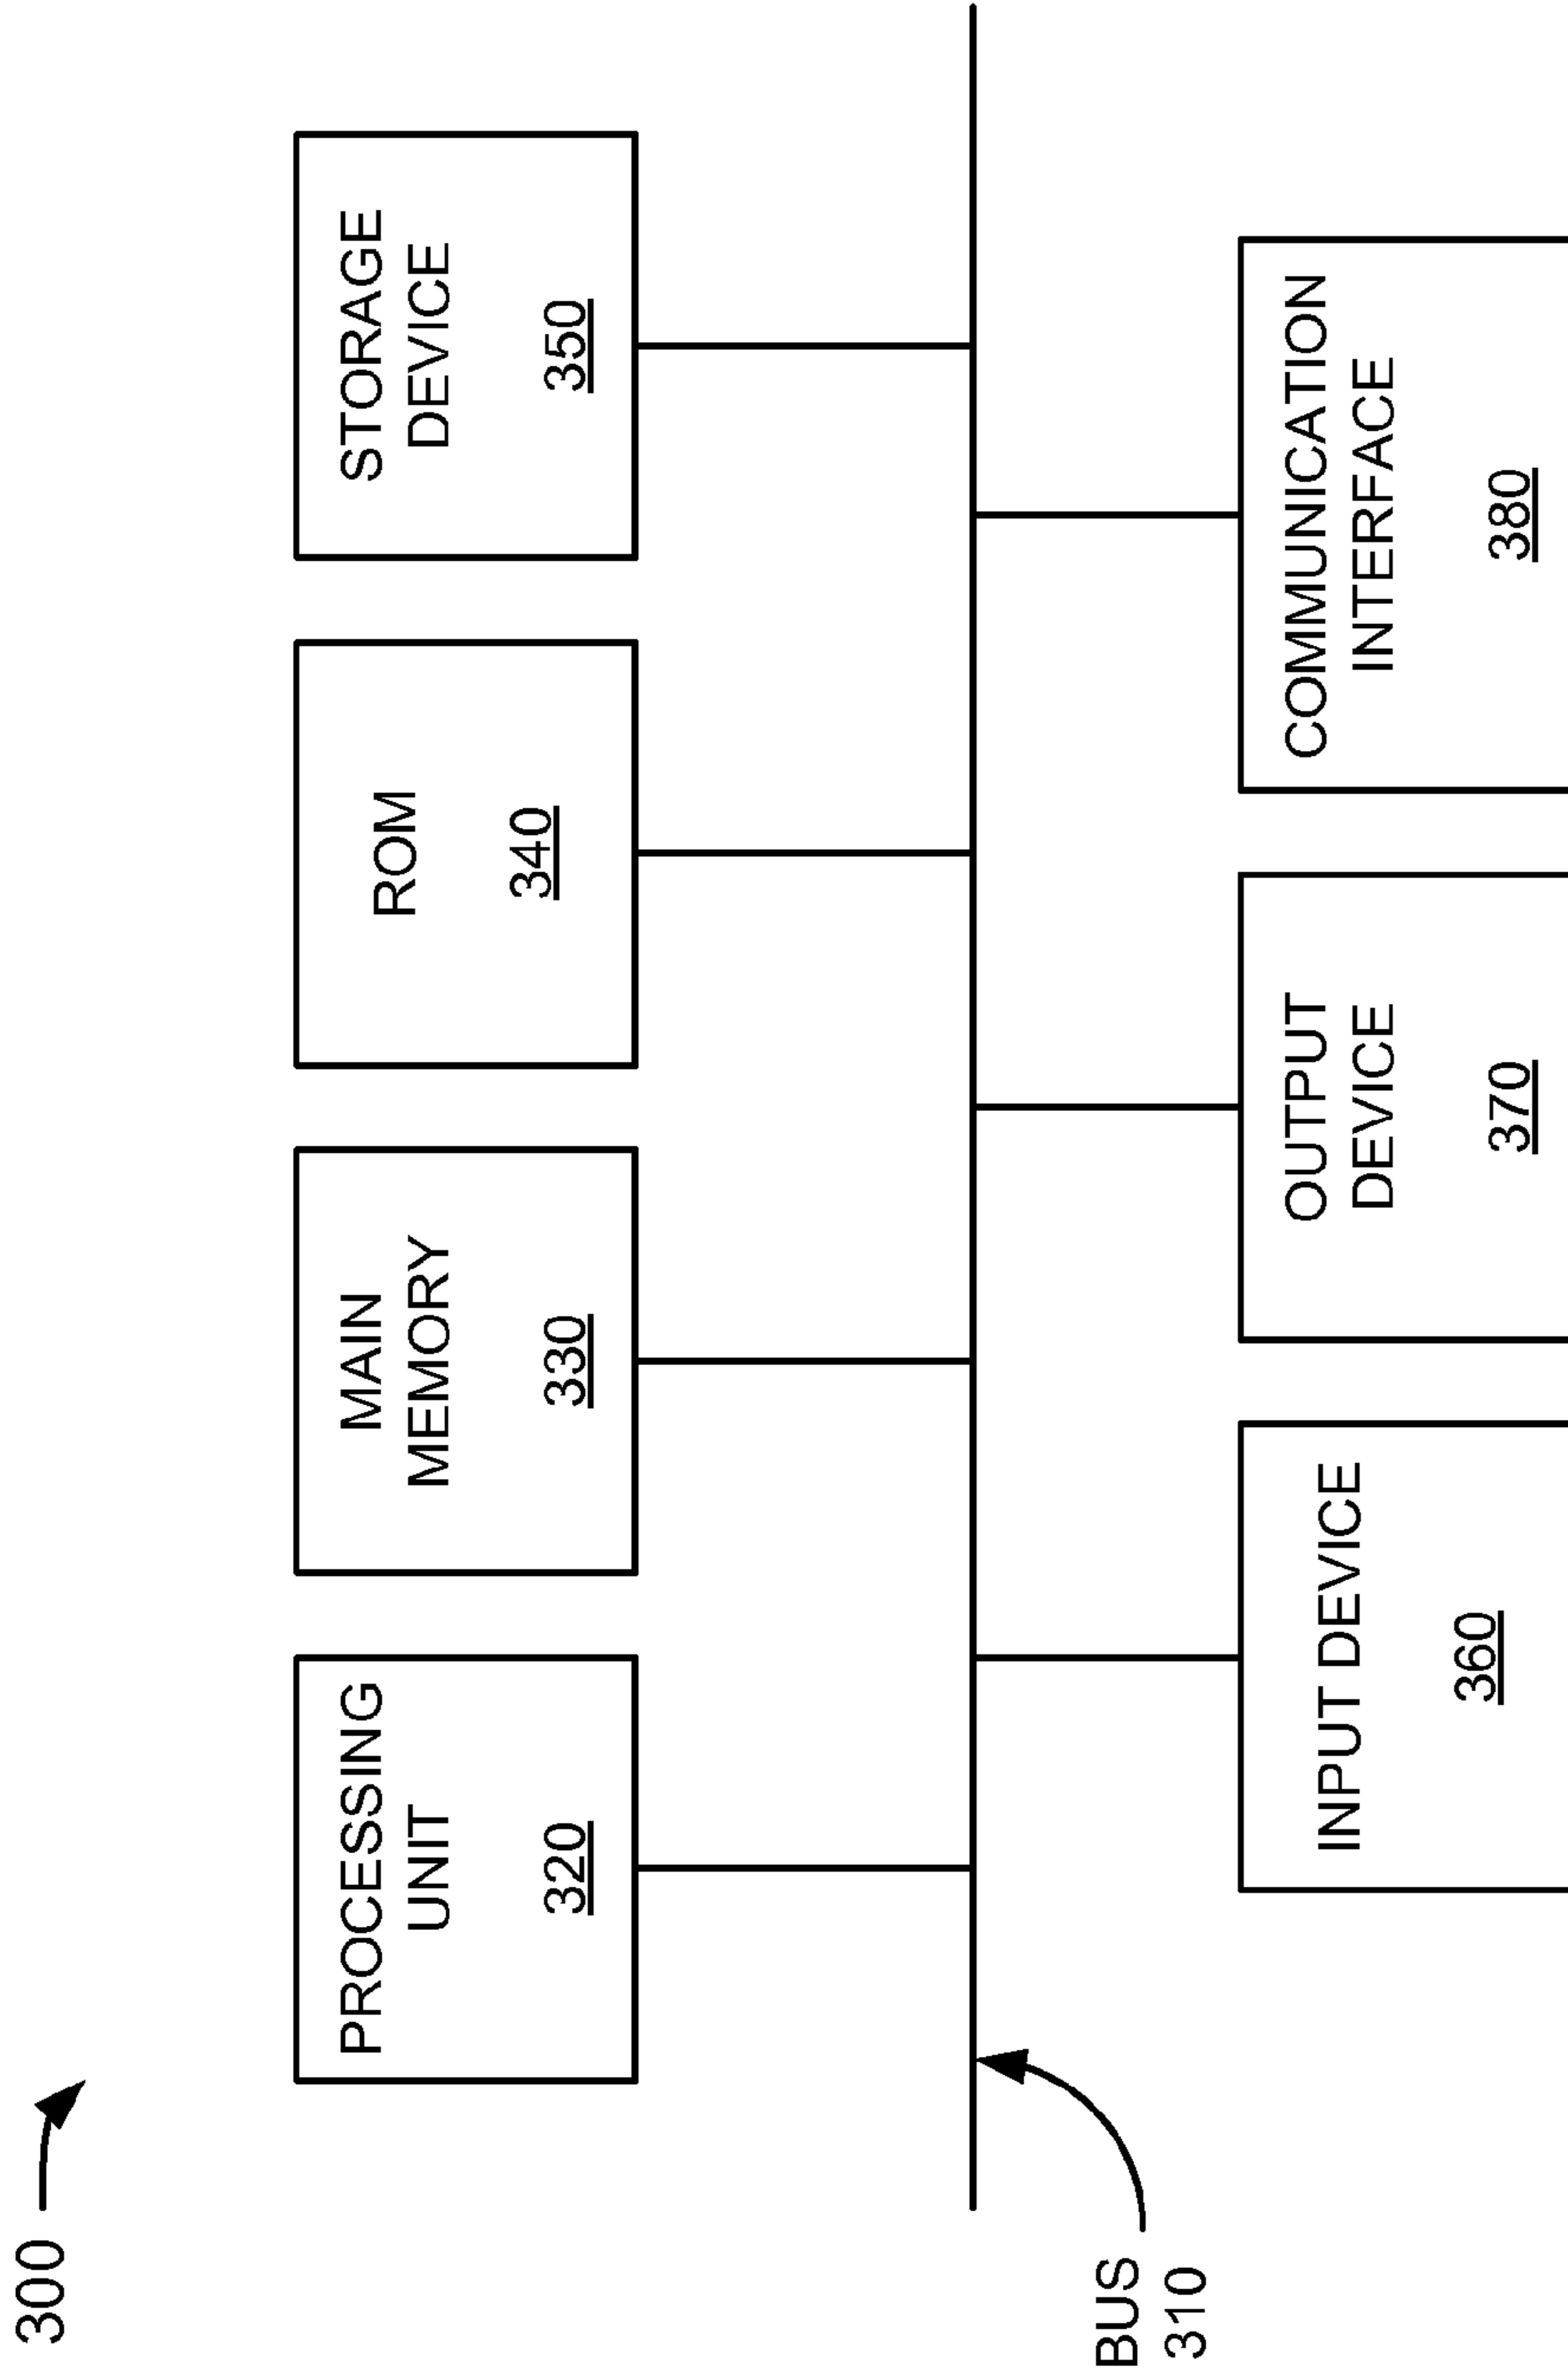 300
PROCESSING
UNIT
320
MAIN
MEMORY
330
ROM
340
STORAGE
DEVICE
350
BUS
310
INPUT DEVICE
360
OUTPUT
DEVICE
370
COMMUNICATION
INTERFACE
380